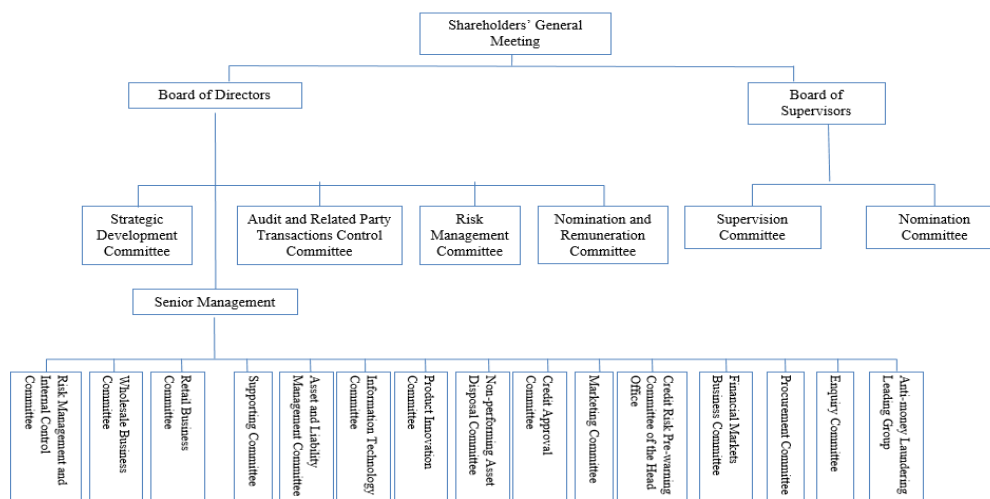 Shareholders' General
Meeting
Board of Directors
Board of
Supervisors
Strategic
Development
Committee
Audit and Related Party
Transactions Control
Committee
Risk
Management
Committee
Nomination and
Remuneration
Committee
Supervision
Committee
Nomination
Committee
Senior Management
Risk Management and
Internal Control
Committee
Wholesale Business
Committee
Retail Business
Committee
Supporting Committee
Asset and Liability
Management Committee
Information Technology
Committee
Product Innovation
Committee
Non-performing Asset
Disposal Committee
Credit Approval
Committee
Marketing Committee
Credit Risk Pre-warning
Committee of the Head
Office
Financial Markets
Business Committee
Procurement Committee
Enquiry Committee
Anti-money Laundering
Leading Group